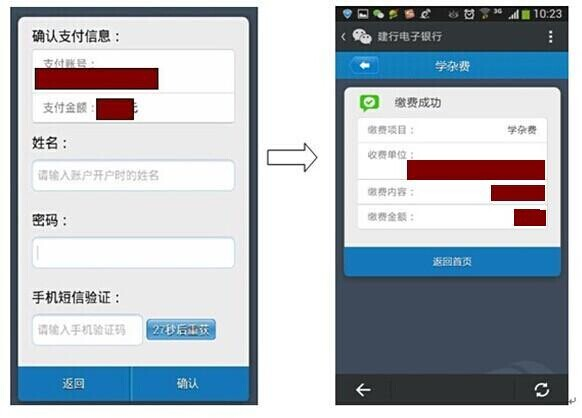 确认支付信息：
支付账号：
支付金额： 元
姓名：
请输入账户开户时的姓名
密码：
手机短信验证：
请输入手机验证码
27秒后重获
返回
确认
3G
10:23
建行电子银行
学杂费
缴费成功
缴费项目： 学杂费
收费单位：
缴费内容：
缴费金额：
返回首页